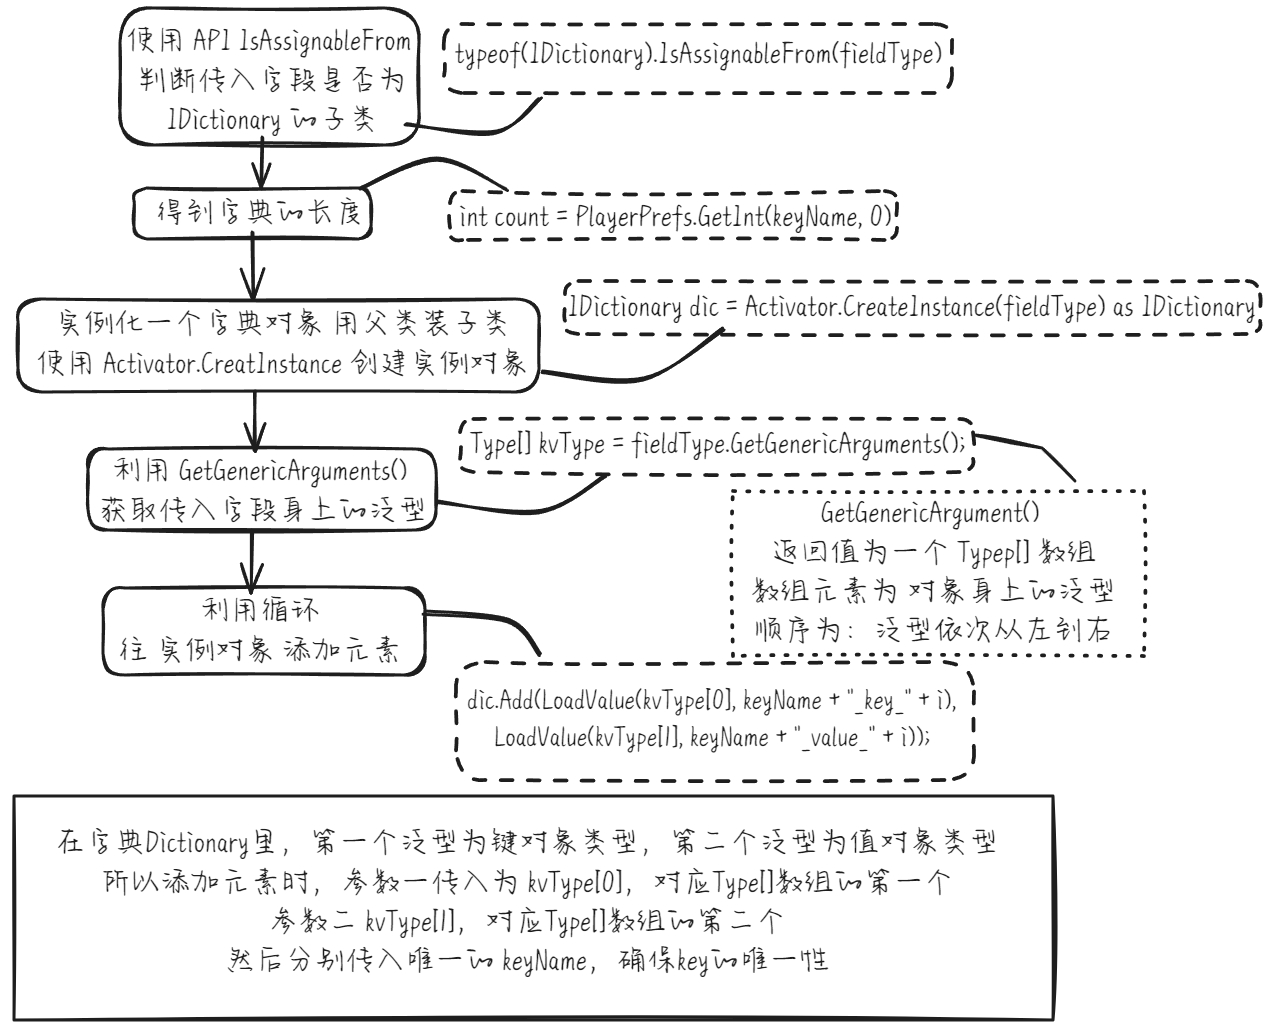 使用 API IsAssignableFrom
判断传入字段是否为
IDictionary 的子类
typeof(IDictionary).IsAssignableFrom(fieldType)
得到字典的长度
int count = PlayerPrefs.GetInt(keyName, 0)
实例化一个字典对象 用父类装子类
使用 Activator.CreatInstance 创建实例对象
IDictionary dic = Activator.CreateInstance(fieldType) as IDictionary
利用 GetGenericArguments()
获取传入字段身上的泛型
Type[] kvType = fieldType.GetGenericArguments();
GetGenericArgument()
返回值为一个 Typep[] 数组
数组元素为 对象身上的泛型
顺序为：泛型依次从左到右
利用循环
往 实例对象 添加元素
dic.Add(LoadValue(kvType[0], keyName + "_key_" + i),
LoadValue(kvType[1], keyName + "_value_" + i));
在字典Dictionary里，第一个泛型为键对象类型，第二个泛型为值对象类型
所以添加元素时，参数一传入为 kvType[0]，对应Type[]数组的第一个
参数二 kvType[1]，对应Type[]数组的第二个
然后分别传入唯一的 keyName，确保key的唯一性